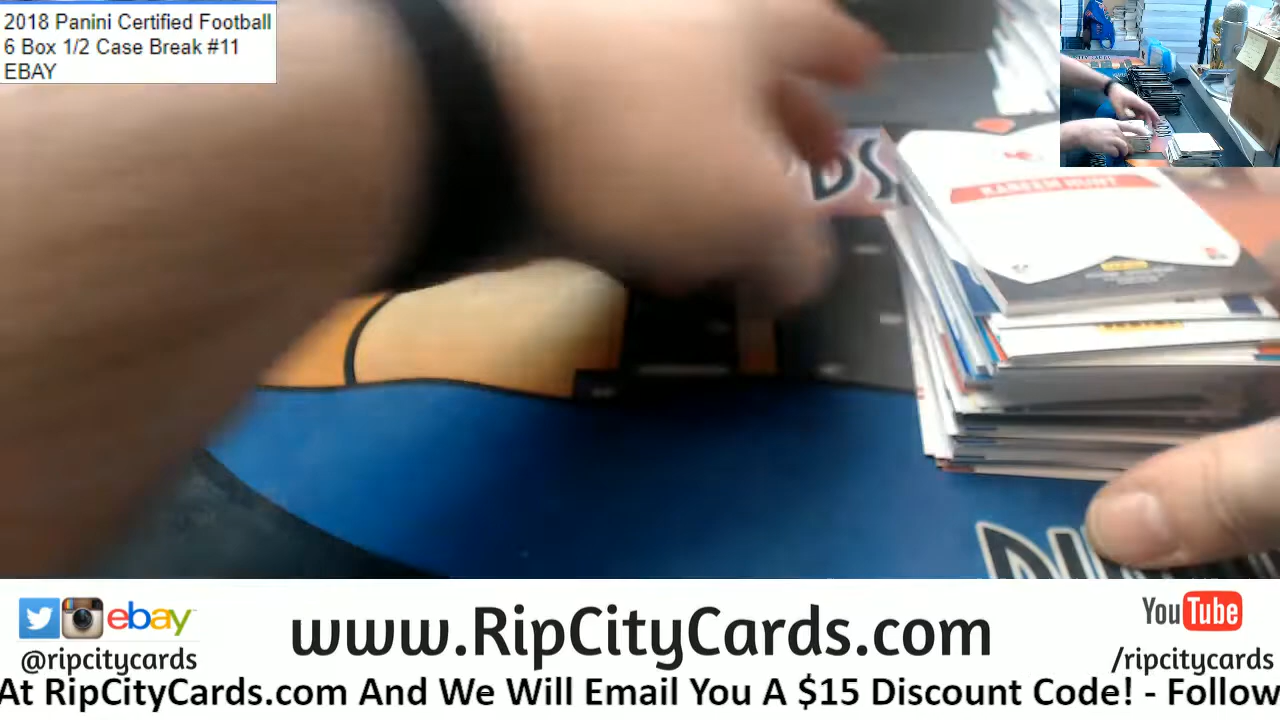 2018 Panini Certified Football
6 Box 1/2 Case Break #11
EBAY
KAREEM HUNT
ebay
@ripcitycards
www.RipCityCards.com
YouTube
/ripcitycards
At RipCityCards.com And We Will Email You A $15 Discount Code! - Follow